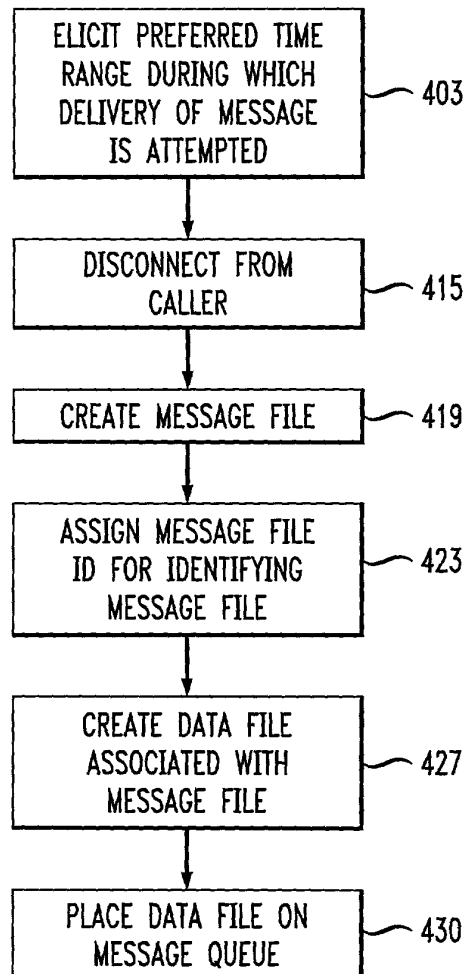 ELICIT PREFERRED TIME
RANGE DURING WHICH
DELIVERY OF MESSAGE
IS ATTEMPTED
403
DISCONNECT FROM
CALLER
415
CREATE MESSAGE FILE
419
ASSIGN MESSAGE FILE
ID FOR IDENTIFYING
MESSAGE FILE
423
CREATE DATA FILE
ASSOCIATED WITH
MESSAGE FILE
427
PLACE DATA FILE ON
MESSAGE QUEUE
430